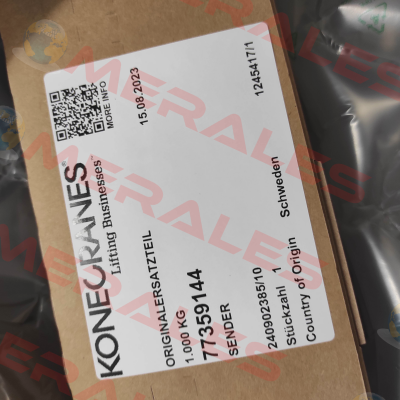 KONECRANES®
Lifting Businesses™
MORE INFO
ORIGINALERSATZTEIL
15.08.2023
1.000 KG
77359144
SENDER
240902385/10
1245417/1
Stückzahl 1
Country of Origin Schweden
MERALES
MERALES
MERALES